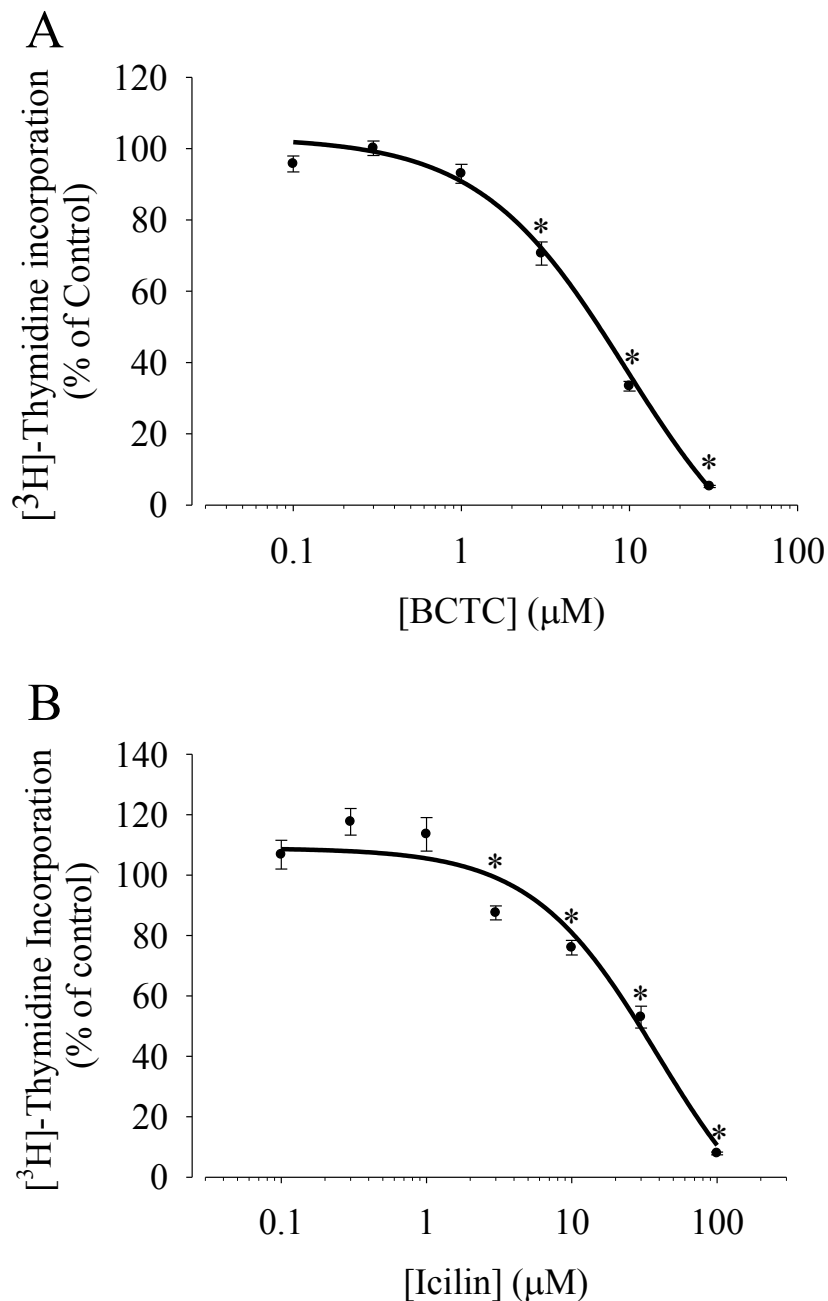 A
[³H]-Thymidine incorporation
(% of Control)
120
100
80
60
40
20
0
*
*
*
0.1 1 10 100
[BCTC] (μM)
B
[³H]-Thymidine Incorporation
(% of control)
140
120
100
80
60
40
20
0
*
*
*
*
0.1 1 10 100
[Icilin] (μM)